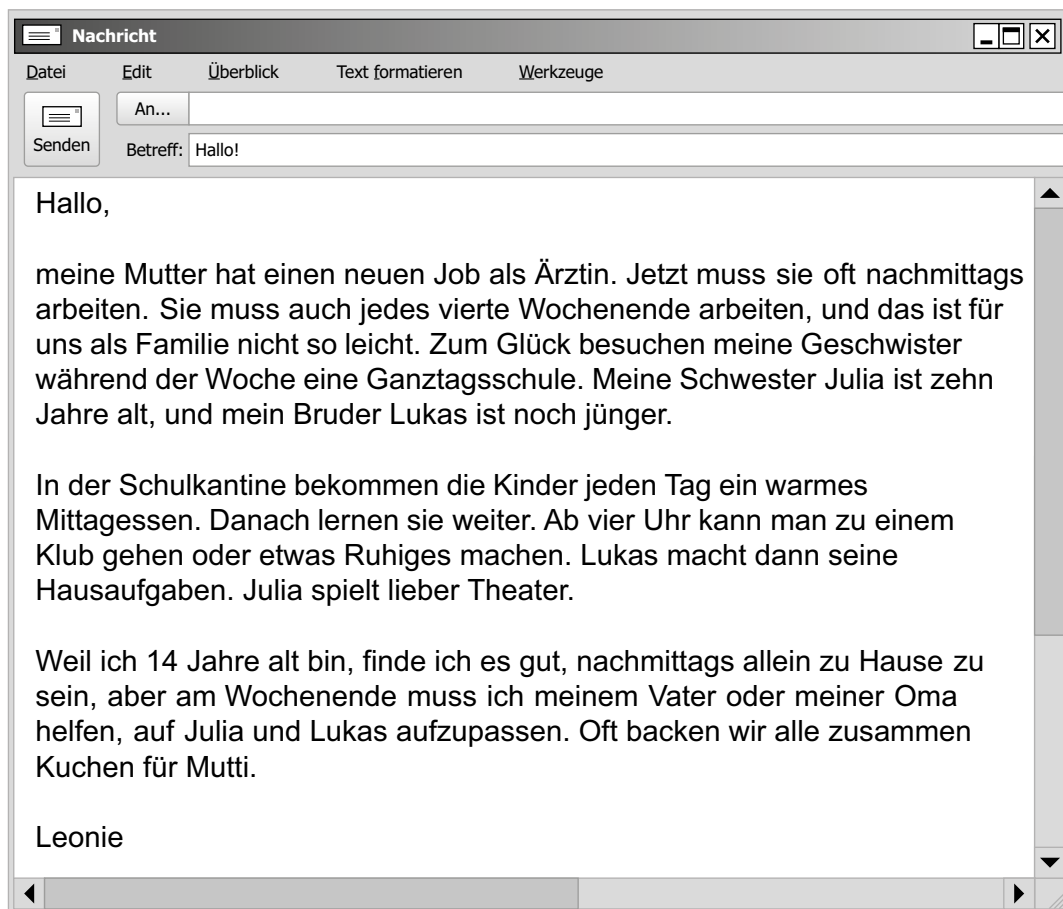 Nachricht
Datei Edit Überblick Text formatieren Werkzeuge
An...
Senden
Betreff: Hallo!
Hallo,
meine Mutter hat einen neuen Job als Ärztin. Jetzt muss sie oft nachmittags
arbeiten. Sie muss auch jedes vierte Wochenende arbeiten, und das ist für
uns als Familie nicht so leicht. Zum Glück besuchen meine Geschwister
während der Woche eine Ganztagsschule. Meine Schwester Julia ist zehn
Jahre alt, und mein Bruder Lukas ist noch jünger.
In der Schulkantine bekommen die Kinder jeden Tag ein warmes
Mittagessen. Danach lernen sie weiter. Ab vier Uhr kann man zu einem
Klub gehen oder etwas Ruhiges machen. Lukas macht dann seine
Hausaufgaben. Julia spielt lieber Theater.
Weil ich 14 Jahre alt bin, finde ich es gut, nachmittags allein zu Hause zu
sein, aber am Wochenende muss ich meinem Vater oder meiner Oma
helfen, auf Julia und Lukas aufzupassen. Oft backen wir alle zusammen
Kuchen für Mutti.
Leonie